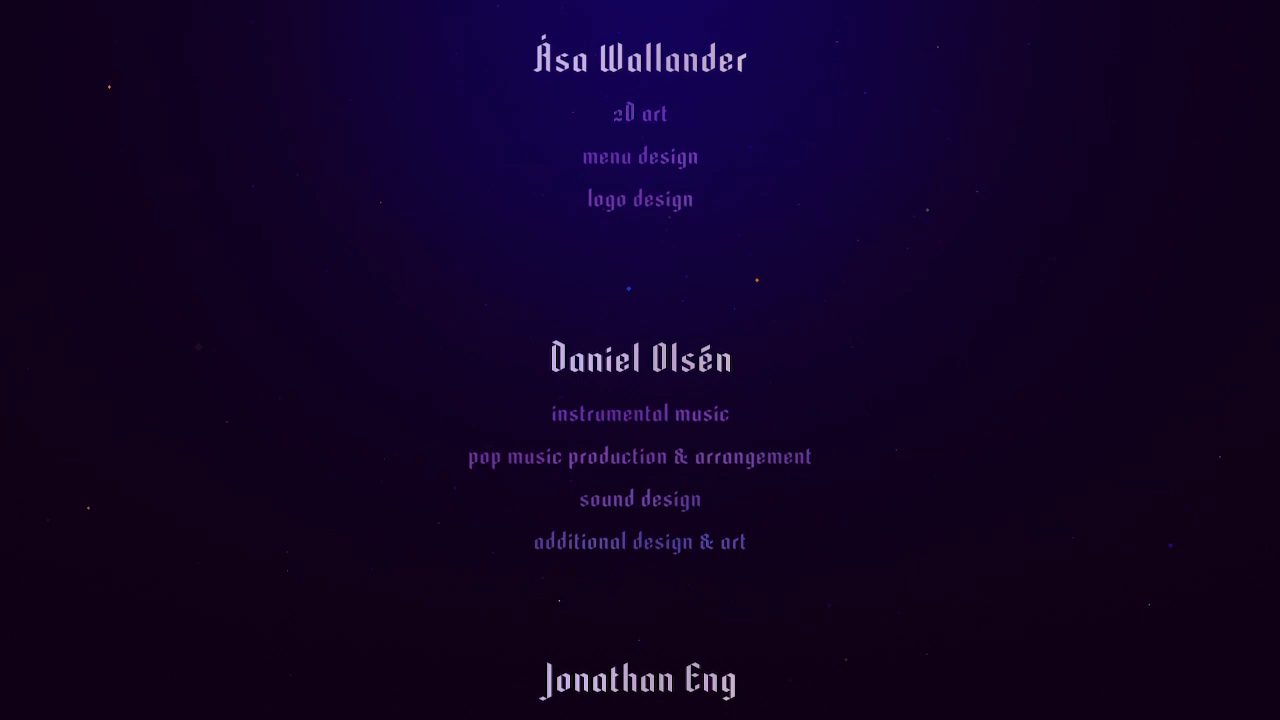 Åsa Wallander
2D art
menu design
logo design
Daniel Olsén
instrumental music
pop music production & arrangement
sound design
additional design & art
Jonathan Eng